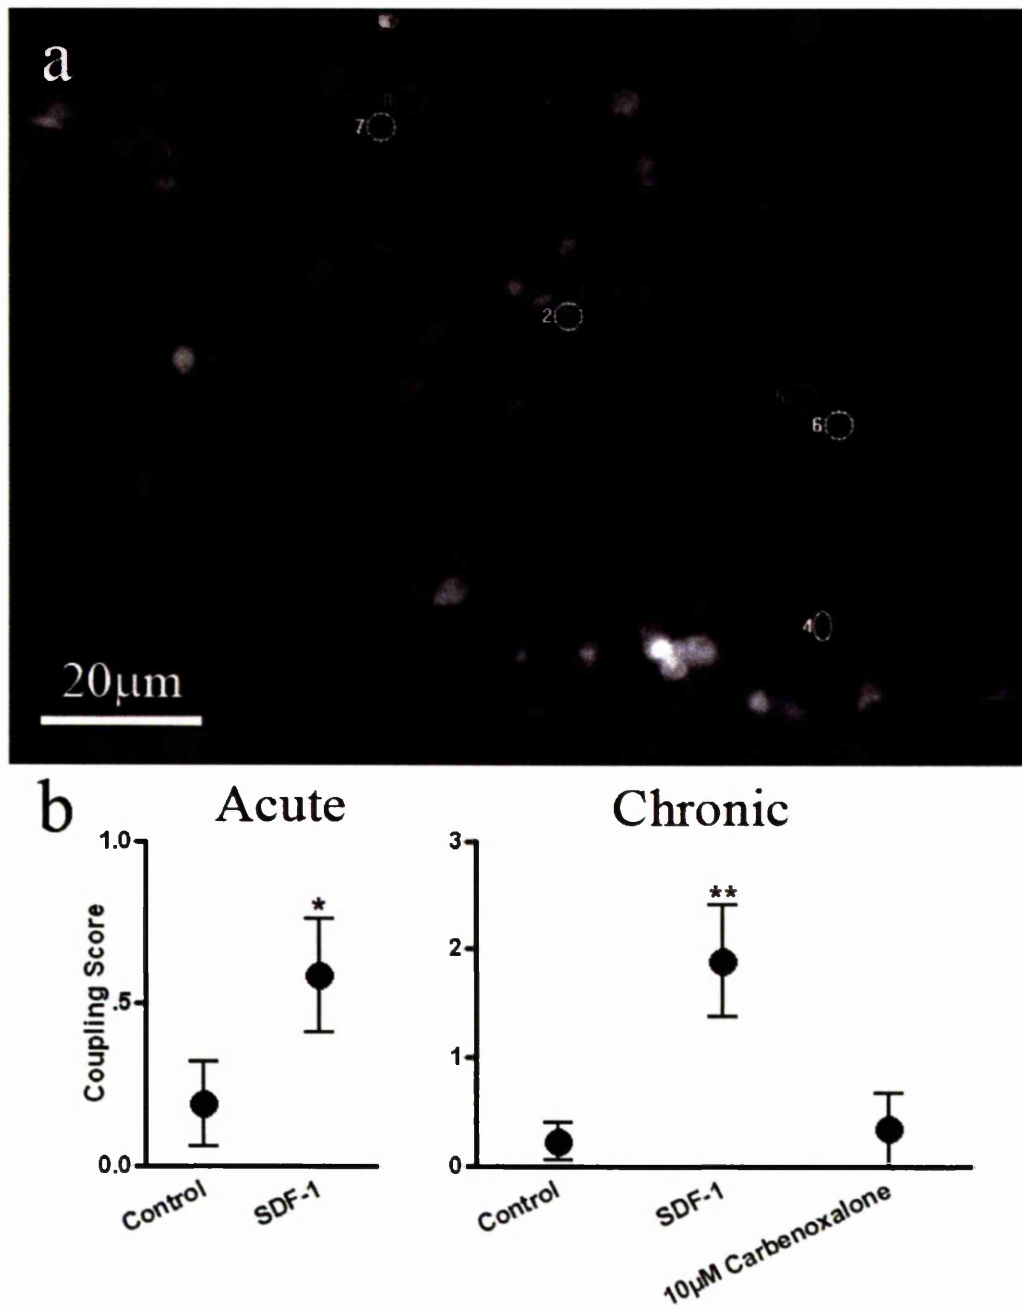 a
7
2
6
4
20µm
b
Acute
Chronic
Coupling Score
1.0
.5
0.0
*
Control
SDF-1
3
2
1
0
**
Control
SDF-1
10µM Carbenoxalone